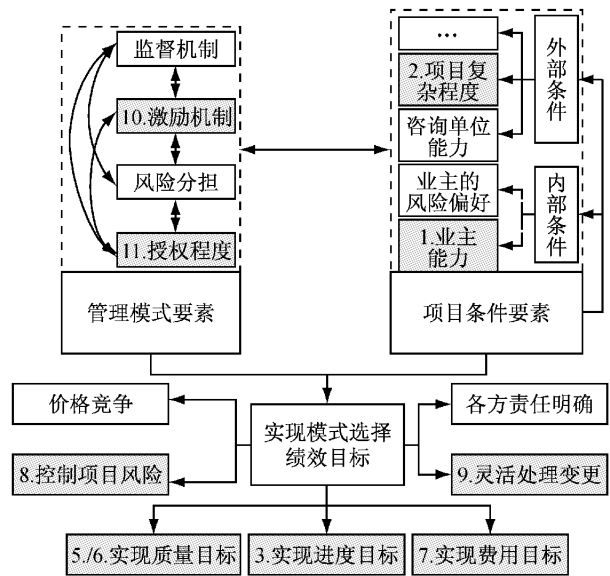 监督机制
10.激励机制
风险分担
11.授权程度
管理模式要素
…
2.项目复
杂程度
咨询单位
能力
业主的
风险偏好
1.业主
能力
外部条件
内部条件
项目条件要素
价格竞争
8.控制项目风险
实现模式选择
绩效目标
各方责任明确
9.灵活处理变更
5./6.实现质量目标
3.实现进度目标
7.实现费用目标